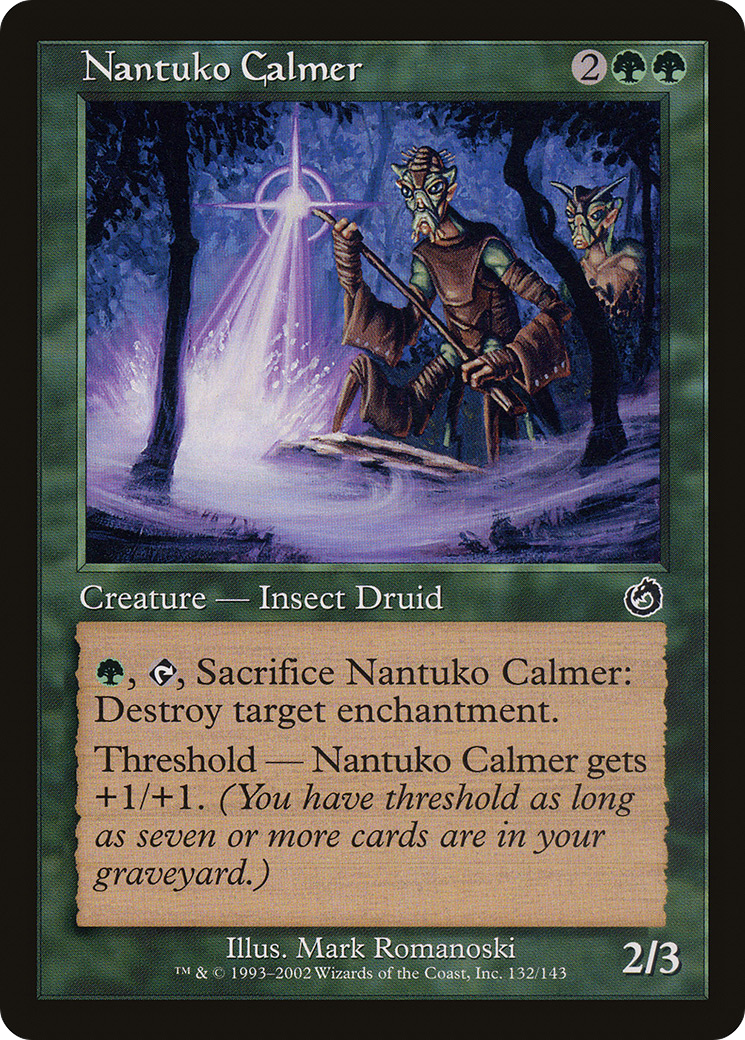 Nantuko Calmer 2
Creature — Insect Druid
, , Sacrifice Nantuko Calmer:
Destroy target enchantment.
Threshold — Nantuko Calmer gets
+1/+1. (You have threshold as long
as seven or more cards are in your
graveyard.)
Illus. Mark Romanoski
™ & © 1993–2002 Wizards of the Coast, Inc. 132/143
2/3